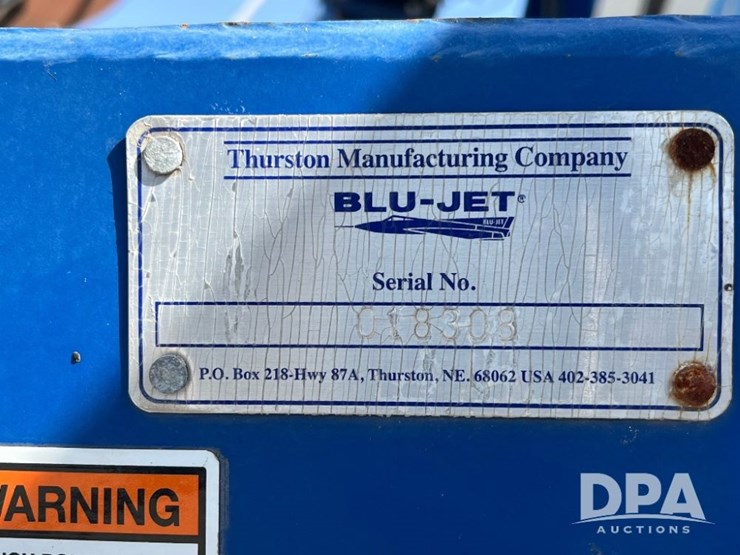 Thurston Manufacturing Company
BLU-JET®
BLU-JET
Serial No.
C18303
P.O. Box 218-Hwy 87A, Thurston, NE. 68062 USA 402-385-3041
WARNING
DPA
AUCTIONS